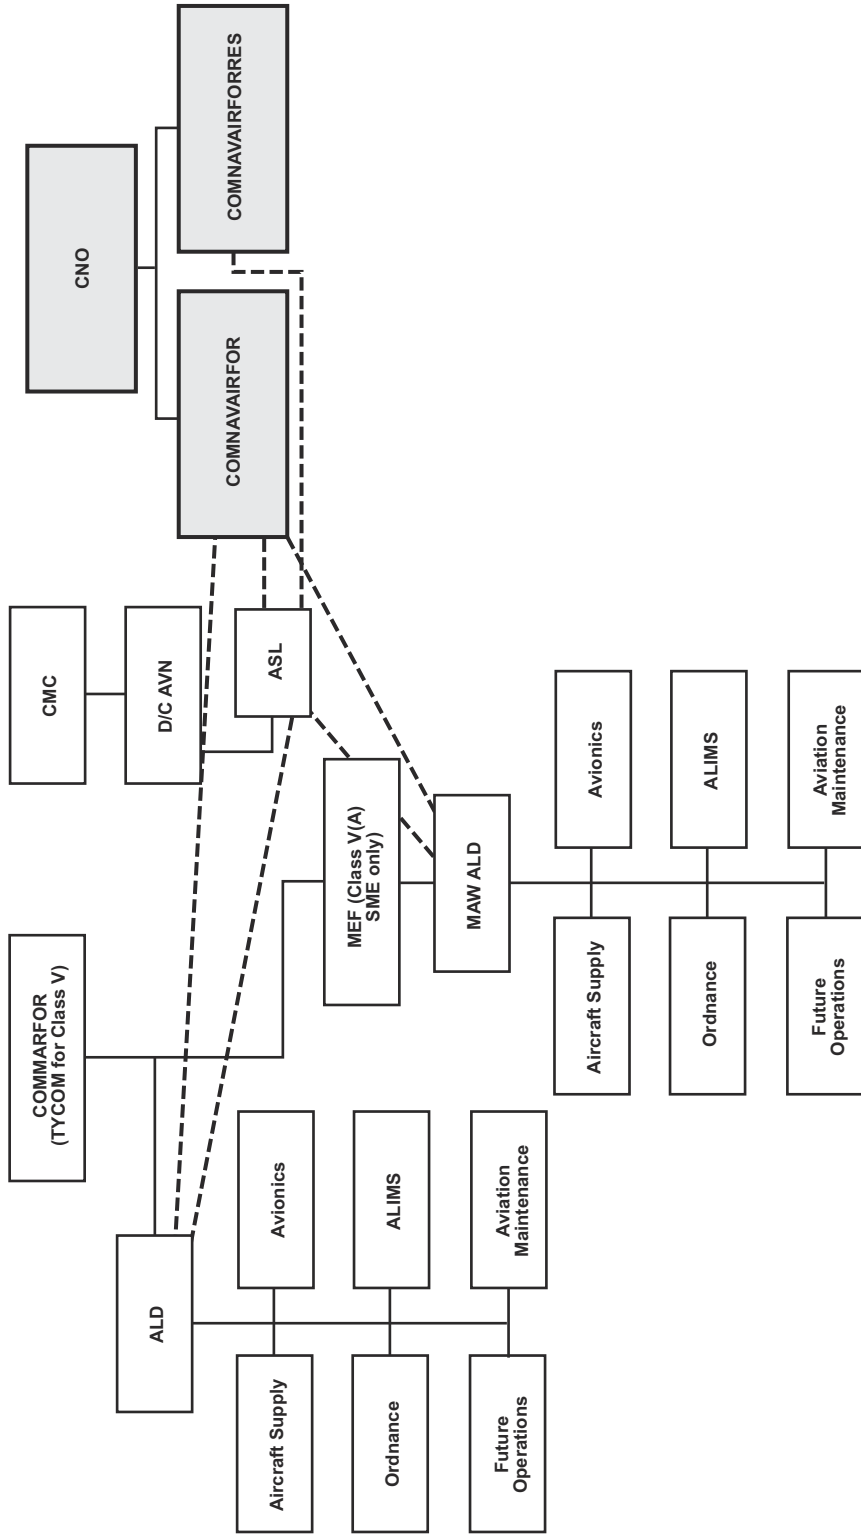 COMMARFOR
(TYCOM for Class V)
CMC
CNO
ALD
D/C AVN
COMNAVAIRFOR
COMNAVAIRFORRES
ASL
Aircraft Supply
Avionics
MEF (Class V(A)
SME only)
Ordnance
ALIMS
MAW ALD
Future
Operations
Aviation
Maintenance
Aircraft Supply
Avionics
Ordnance
ALIMS
Future
Operations
Aviation
Maintenance